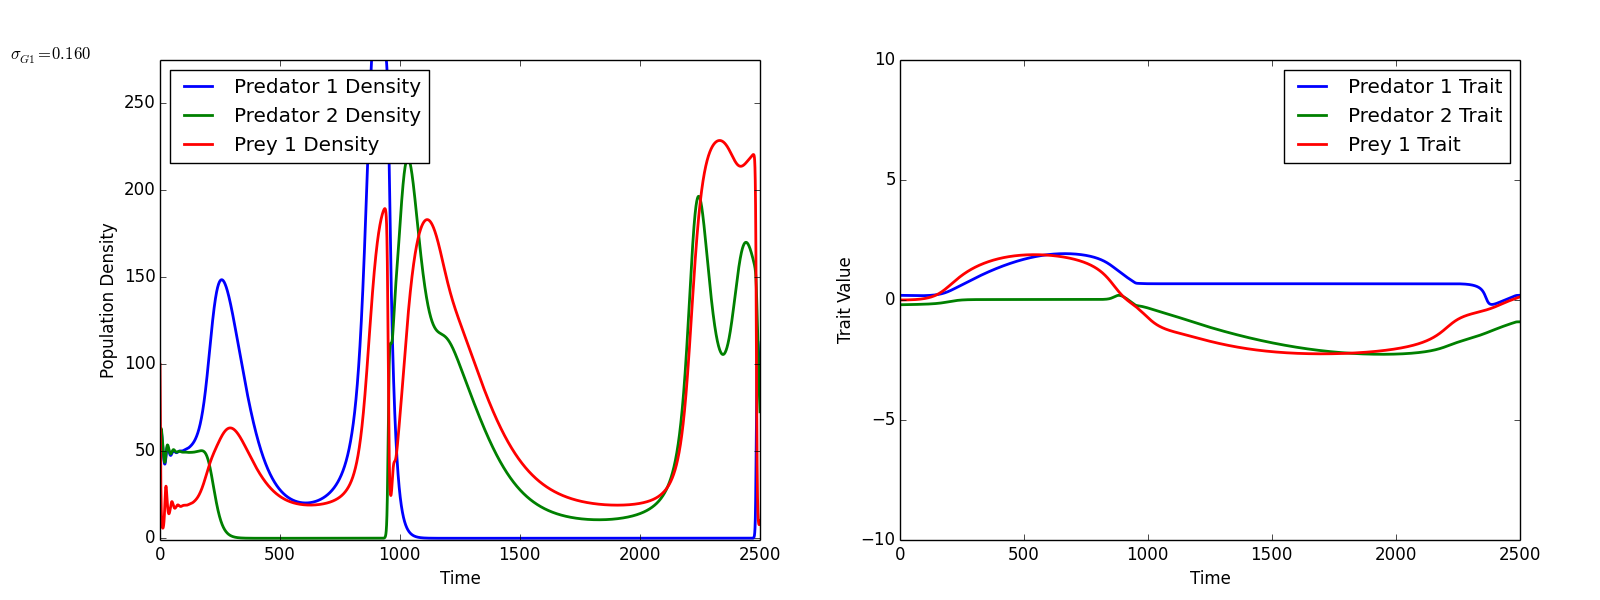 σG1 = 0.160
Predator 1 Density
Predator 2 Density
Prey 1 Density
250
200
150
100
50
0
Population Density
0 500 1000 1500 2000 2500
Time
Predator 1 Trait
Predator 2 Trait
Prey 1 Trait
10
5
0
−5
−10
Trait Value
0 500 1000 1500 2000 2500
Time